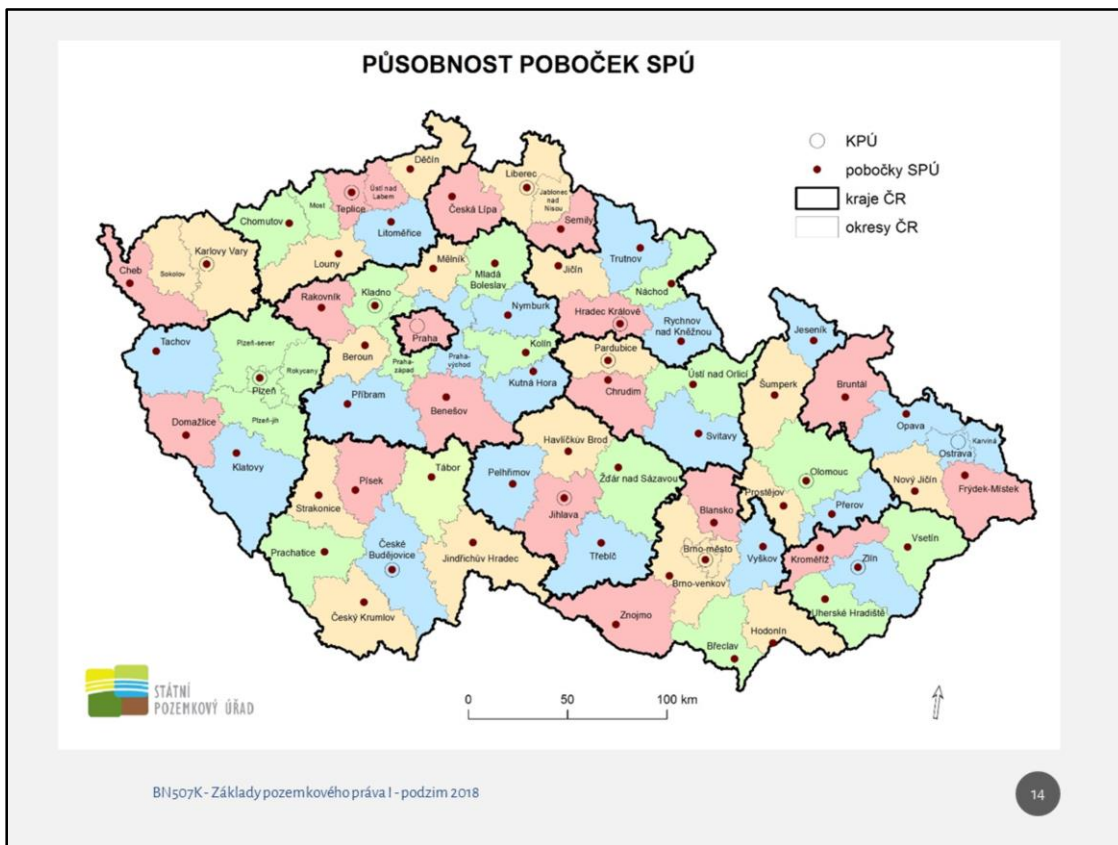 PŮSOBNOST POBOČEK SPÚ
KPÚ
pobočky SPÚ
kraje ČR
okresy ČR
Děčín
Liberec
Ústí nad
Labem
Jablonec
nad
Nisou
Teplice
Most
Chomutov
Česká Lípa
Semily
Litoměřice
Trutnov
Karlovy Vary
Cheb
Sokolov
Louny
Mělník
Mladá
Boleslav
Jičín
Náchod
Rakovník
Kladno
Nymburk
Hradec Králové
Rychnov
nad Kněžnou
Jeseník
Praha
Tachov
Plzeň-sever
Beroun
Praha-
západ
Praha-
východ
Kolín
Pardubice
Rokycany
Plzeň
Kutná Hora
Chrudim
Ústí nad Orlicí
Šumperk
Bruntál
Příbram
Benešov
Opava
Karviná
Ostrava
Domažlice
Plzeň-jih
Svitavy
Klatovy
Havlíčkův Brod
Písek
Tábor
Pelhřimov
Žďár nad Sázavou
Olomouc
Nový Jičín
Frýdek-Místek
Strakonice
Jihlava
Blansko
Prostějov
Přerov
Prachatice
České
Budějovice
Jindřichův Hradec
Třebíč
Brno-město
Vyškov
Kroměříž
Vsetín
Zlín
Brno-venkov
Český Krumlov
Znojmo
Uherské Hradiště
Hodonín
Břeclav
STÁTNÍ
POZEMKOVÝ ÚŘAD
0 50 100 km
BN507K - Základy pozemkového práva I - podzim 2018
14